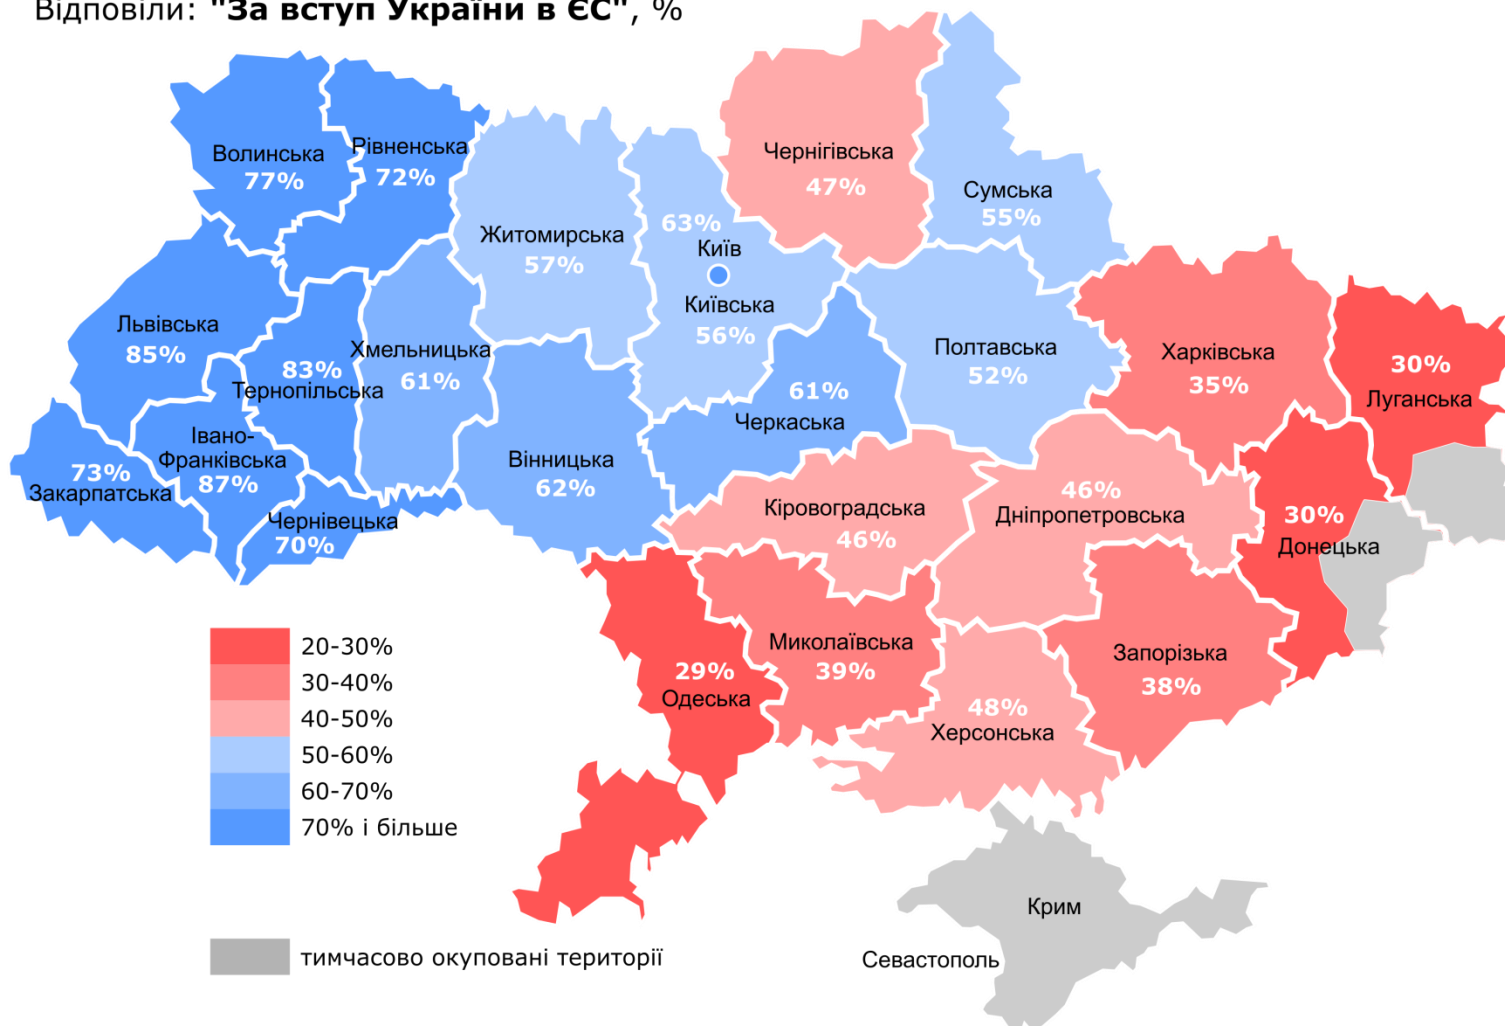 Відповіли: "За вступ України в ЄС", %
Волинська
77%
Рівненська
72%
Житомирська
57%
63%
Київ
Київська
56%
Чернігівська
47%
Сумська
55%
Львівська
85%
83%
Тернопільська
Хмельницька
61%
61%
Черкаська
Полтавська
52%
Харківська
35%
30%
Луганська
73%
Закарпатська
Івано-
Франківська
87%
Чернівецька
70%
Вінницька
62%
Кіровоградська
46%
46%
Дніпропетровська
30%
Донецька
29%
Одеська
Миколаївська
39%
48%
Херсонська
Запорізька
38%
20-30%
30-40%
40-50%
50-60%
60-70%
70% і більше
тимчасово окуповані території
Крим
Севастополь